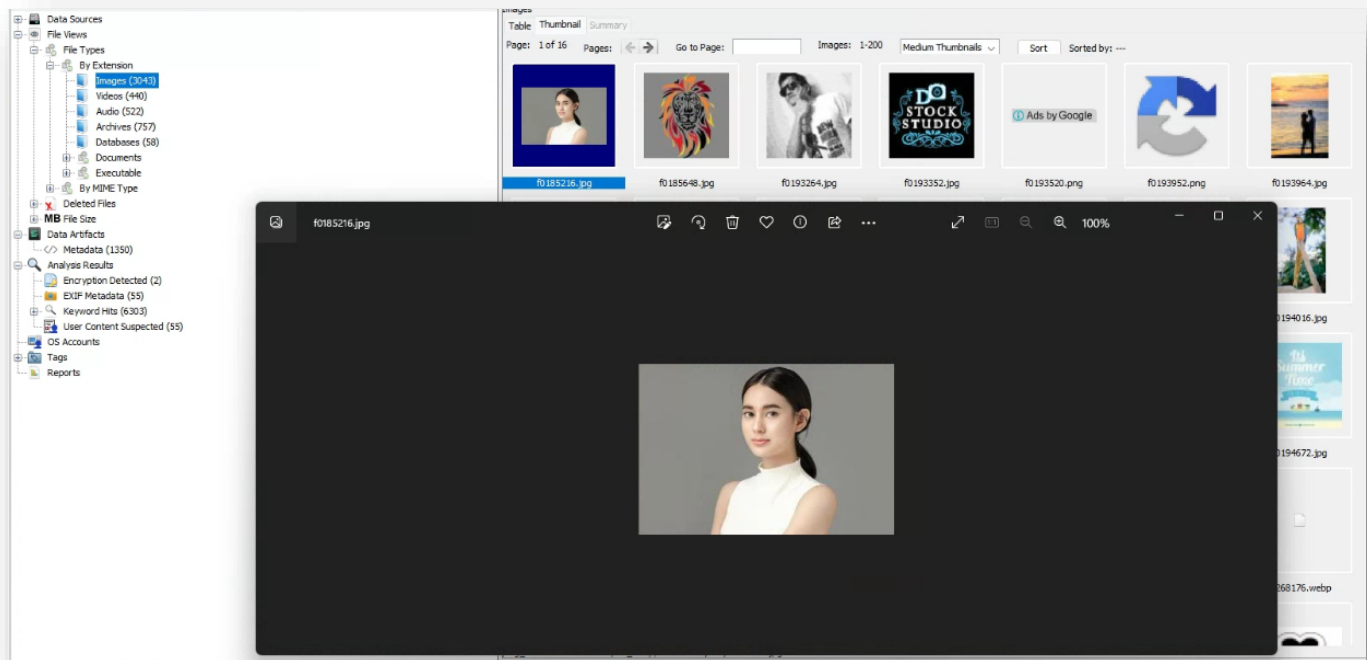 Data Sources
File Views
File Types
By Extension
Images (3043)
Videos (440)
Audio (522)
Archives (757)
Databases (58)
Documents
Executable
By MIME Type
Deleted Files
MB File Size
Data Artifacts
Metadata (1350)
Analysis Results
Encryption Detected (2)
EXIF Metadata (55)
Keyword Hits (6303)
User Content Suspected (55)
OS Accounts
Tags
Reports
Images
Table Thumbnail Summary
Page: 1 of 16 Pages: Go to Page: Images: 1-200 Medium Thumbnails Sort Sorted by: ---
DO
STOCK
STUDIO
Ads by Google
f0185216.jpg f0185648.jpg f0193264.jpg f0193352.jpg f0193520.png f0193952.png f0193964.jpg
f0185216.jpg 1:1 100%
0194016.jpg
It's
Summer
Time
0194672.jpg
268176.webp